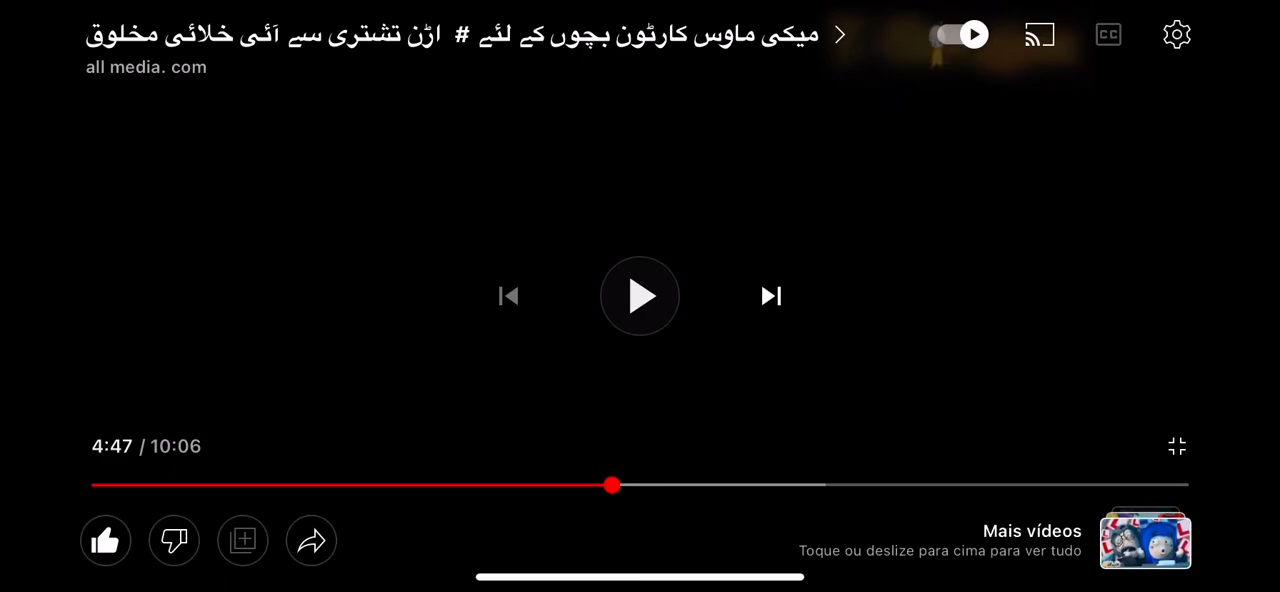 میکی ماوس کارٹون بچوں کے لئے # اڑن تشتری سے آئی خلائی مخلوق
all media. com
CC
4:47 / 10:06
Mais vídeos
Toque ou deslize para cima para ver tudo